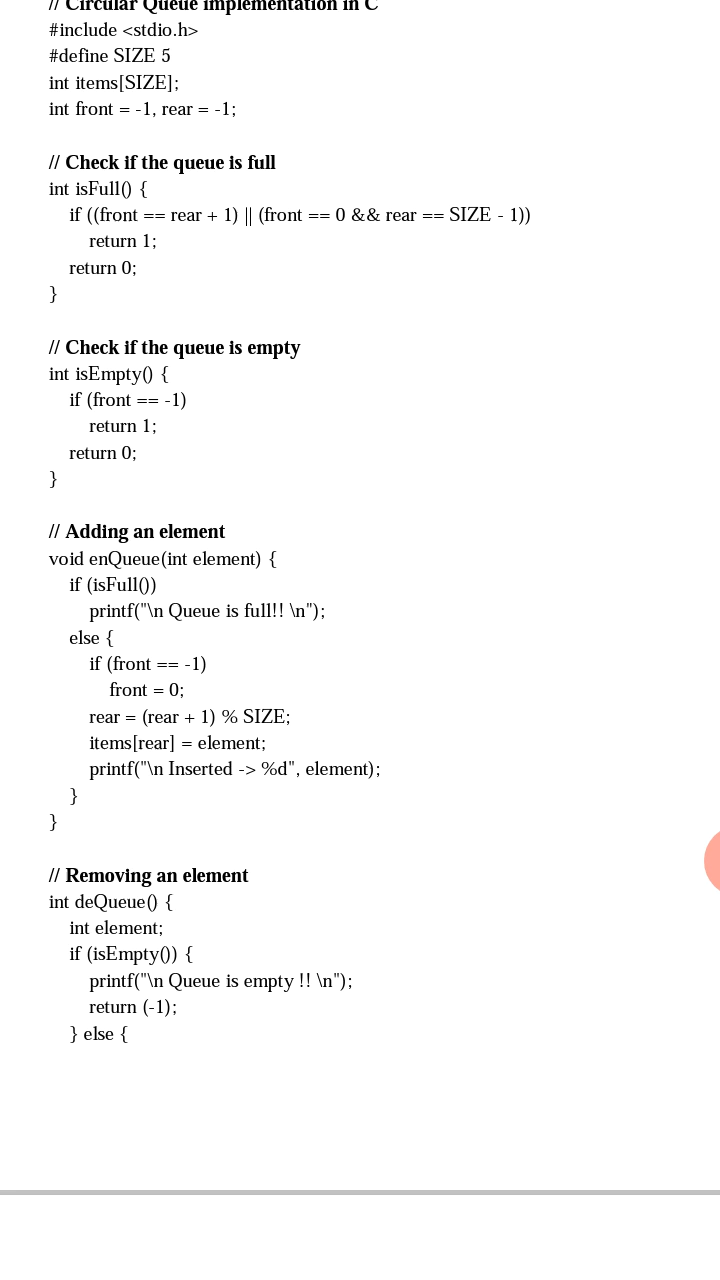 // Circular Queue implementation in C
#include <stdio.h>
#define SIZE 5
int items[SIZE];
int front = -1, rear = -1;
// Check if the queue is full
int isFull() {
if ((front == rear + 1) || (front == 0 && rear == SIZE - 1))
return 1;
return 0;
}
// Check if the queue is empty
int isEmpty() {
if (front == -1)
return 1;
return 0;
}
// Adding an element
void enQueue(int element) {
if (isFull())
printf("\n Queue is full!! \n");
else {
if (front == -1)
front = 0;
rear = (rear + 1) % SIZE;
items[rear] = element;
printf("\n Inserted -> %d", element);
}
}
// Removing an element
int deQueue() {
int element;
if (isEmpty()) {
printf("\n Queue is empty !! \n");
return (-1);
} else {